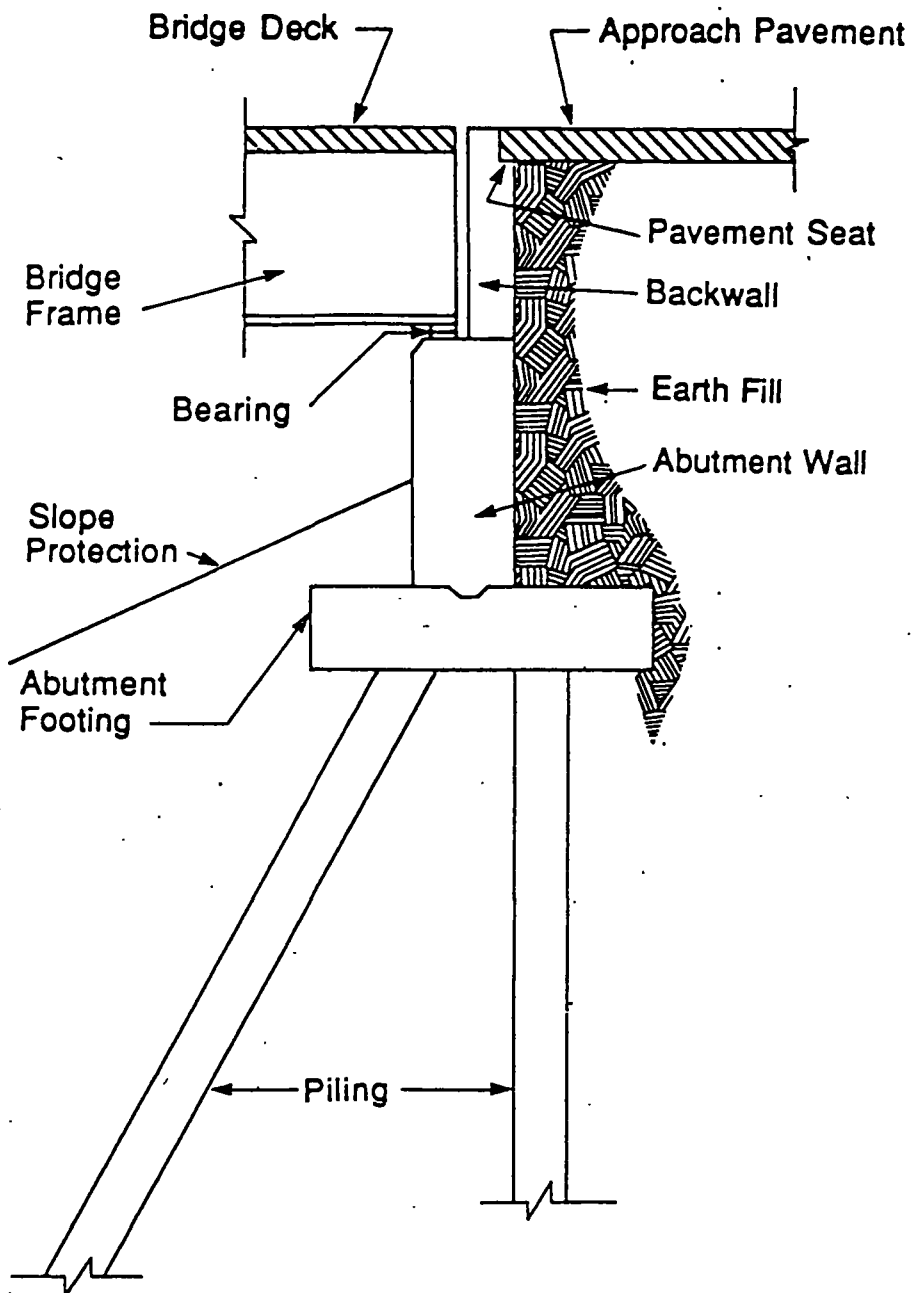 Bridge Deck
Approach Pavement
Pavement Seat
Bridge
Frame
Backwall
Bearing
Earth Fill
Abutment Wall
Slope
Protection
Abutment
Footing
Piling